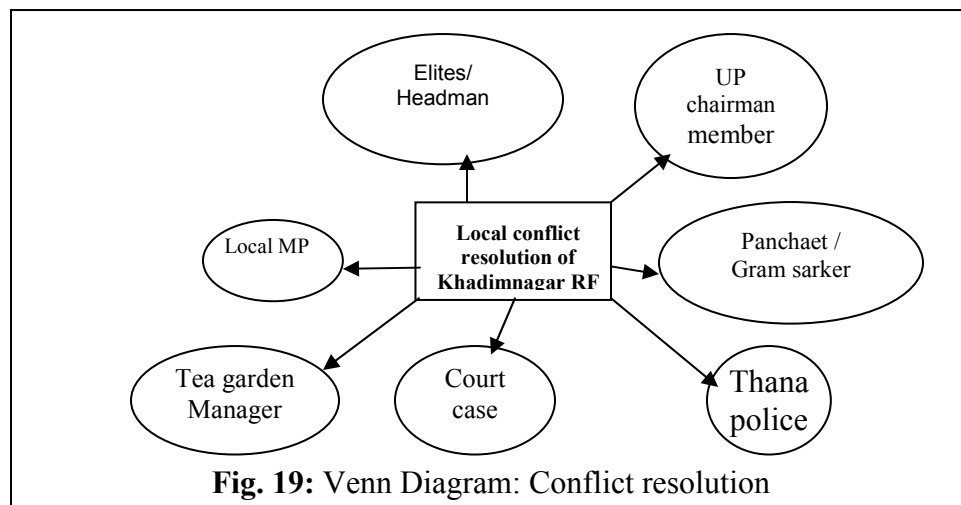 Elites/
Headman
UP
chairman
member
Local MP
Local conflict
resolution of
Khadimnagar RF
Panchaet /
Gram sarker
Tea garden
Manager
Court
case
Thana
police
Fig. 19: Venn Diagram: Conflict resolution